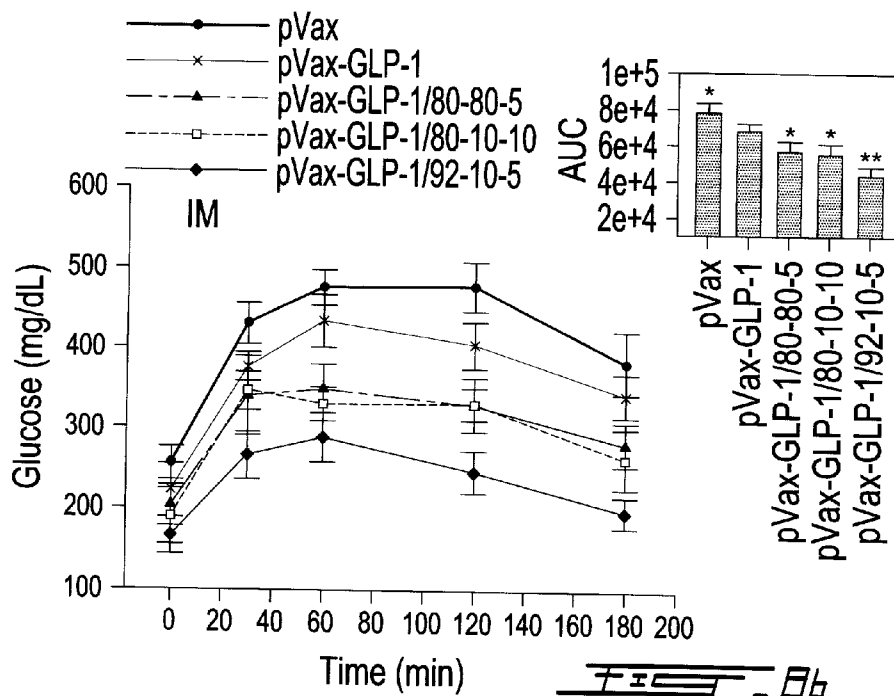 pVax
pVax-GLP-1
pVax-GLP-1/80-80-5
pVax-GLP-1/80-10-10
pVax-GLP-1/92-10-5
IM
Glucose (mg/dL)
600
500
400
300
200
100
0 20 40 60 80 100 120 140 160 180 200
Time (min)
AUC
1e+5
8e+4
6e+4
4e+4
2e+4
*
*
*
**
pVax
pVax-GLP-1
pVax-GLP-1/80-80-5
pVax-GLP-1/80-10-10
pVax-GLP-1/92-10-5
FIG. 8b